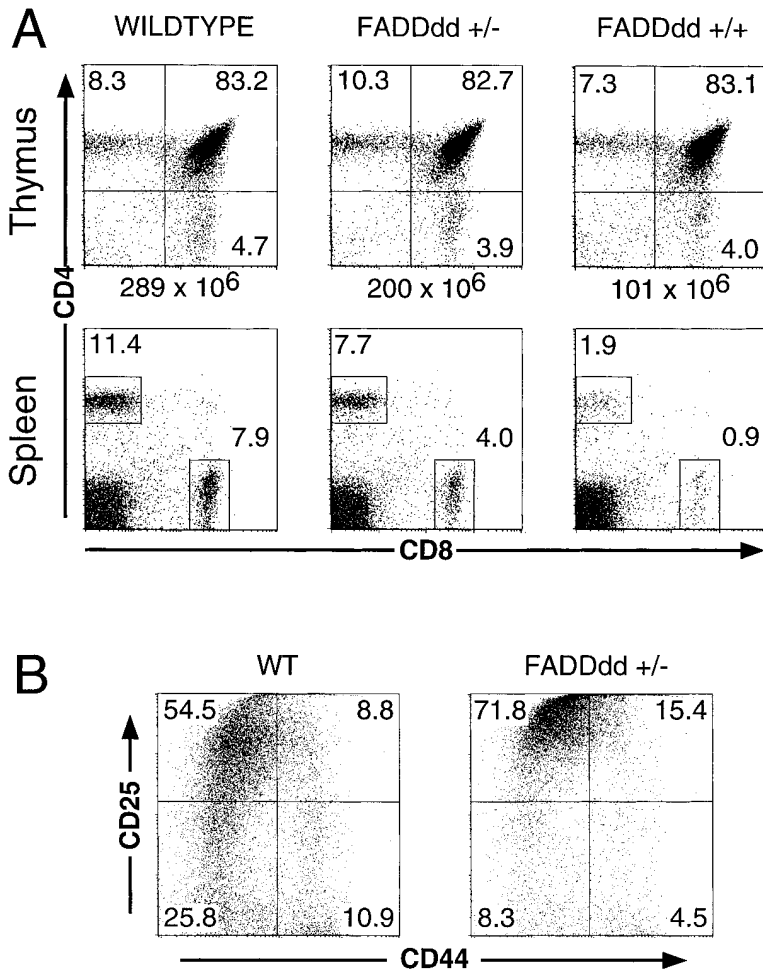 A
WILDTYPE
FADDdd +/-
FADDdd +/+
Thymus
8.3
83.2
4.7
10.3
82.7
3.9
7.3
83.1
4.0
289 x 10⁶
200 x 10⁶
101 x 10⁶
CD4
Spleen
11.4
7.9
7.7
4.0
1.9
0.9
CD8
B
WT
FADDdd +/-
54.5
8.8
25.8
10.9
71.8
15.4
8.3
4.5
CD25
CD44